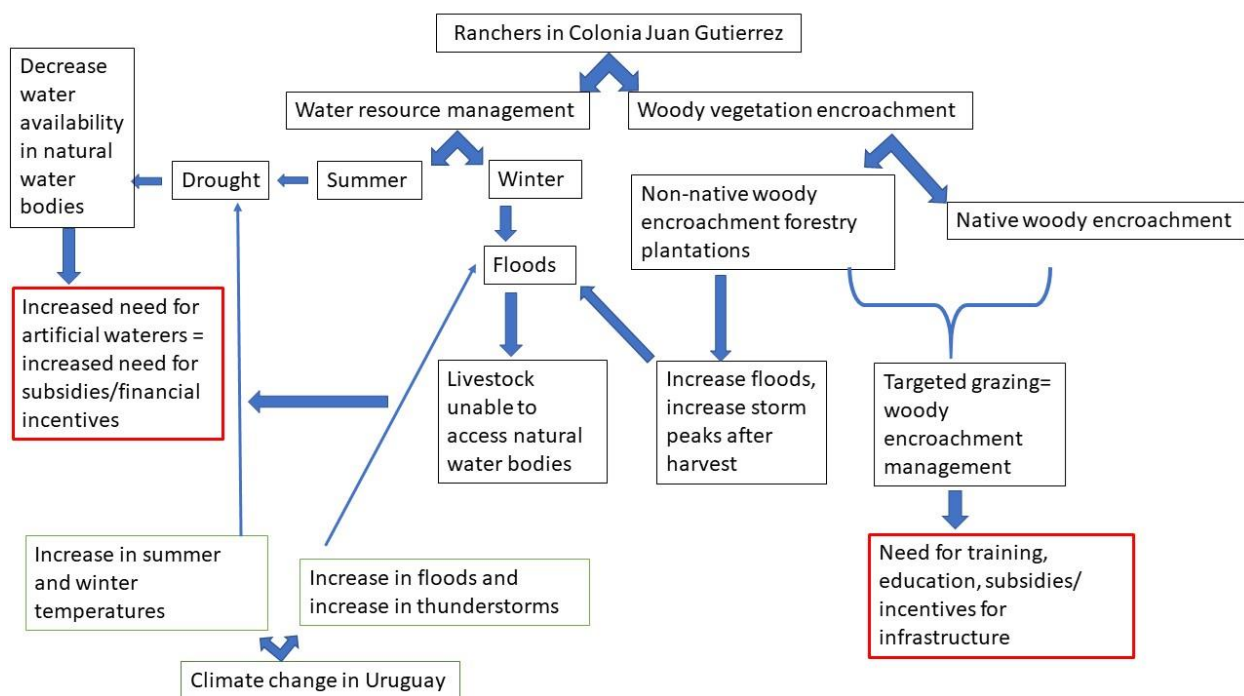 Ranchers in Colonia Juan Gutierrez
Decrease
water
availability
in natural
water
bodies
Water resource management
Woody vegetation encroachment
Drought
Summer
Winter
Non-native woody
encroachment forestry
plantations
Native woody encroachment
Floods
Increased need for
artificial waterers =
increased need for
subsidies/financial
incentives
Livestock
unable to
access natural
water bodies
Increase floods,
increase storm
peaks after
harvest
Targeted grazing=
woody
encroachment
management
Increase in summer
and winter
temperatures
Increase in floods and
increase in thunderstorms
Need for training,
education, subsidies/
incentives for
infrastructure
Climate change in Uruguay